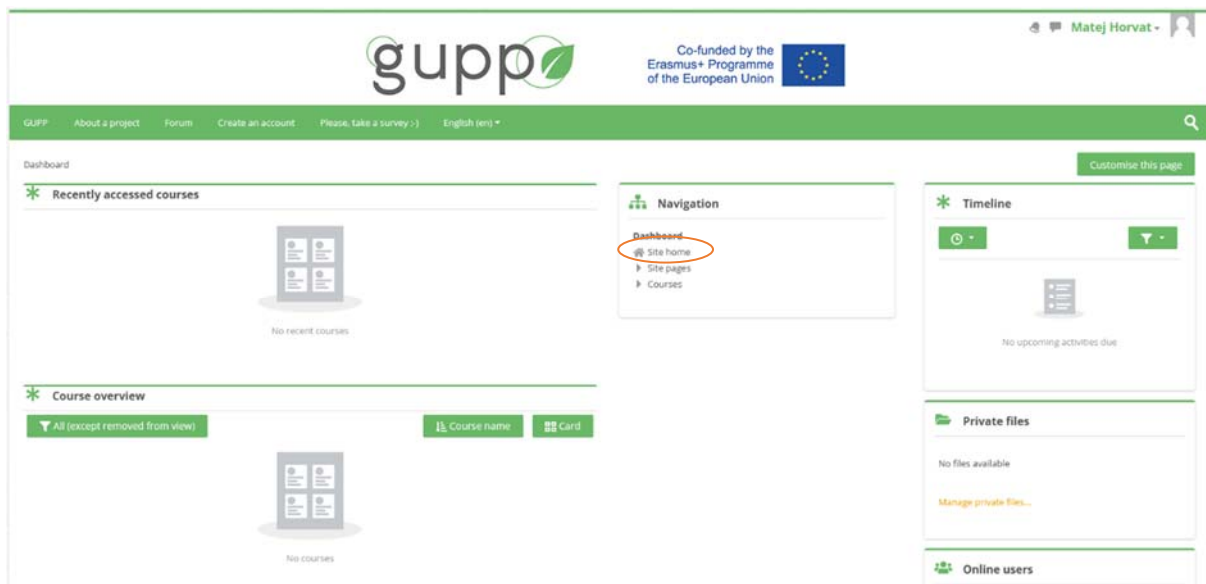 Matej Horvat
gupp
Co-funded by the
Erasmus+ Programme
of the European Union
GUPP About a project Forum Create an account Please, take a survey :-) English (en)
Dashboard
Customise this page
Recently accessed courses
No recent courses
Course overview
All (except removed from view) Course name Card
No courses
Navigation
Dashboard
Site home
Site pages
Courses
Timeline
No upcoming activities due
Private files
No files available
Manage private files...
Online users